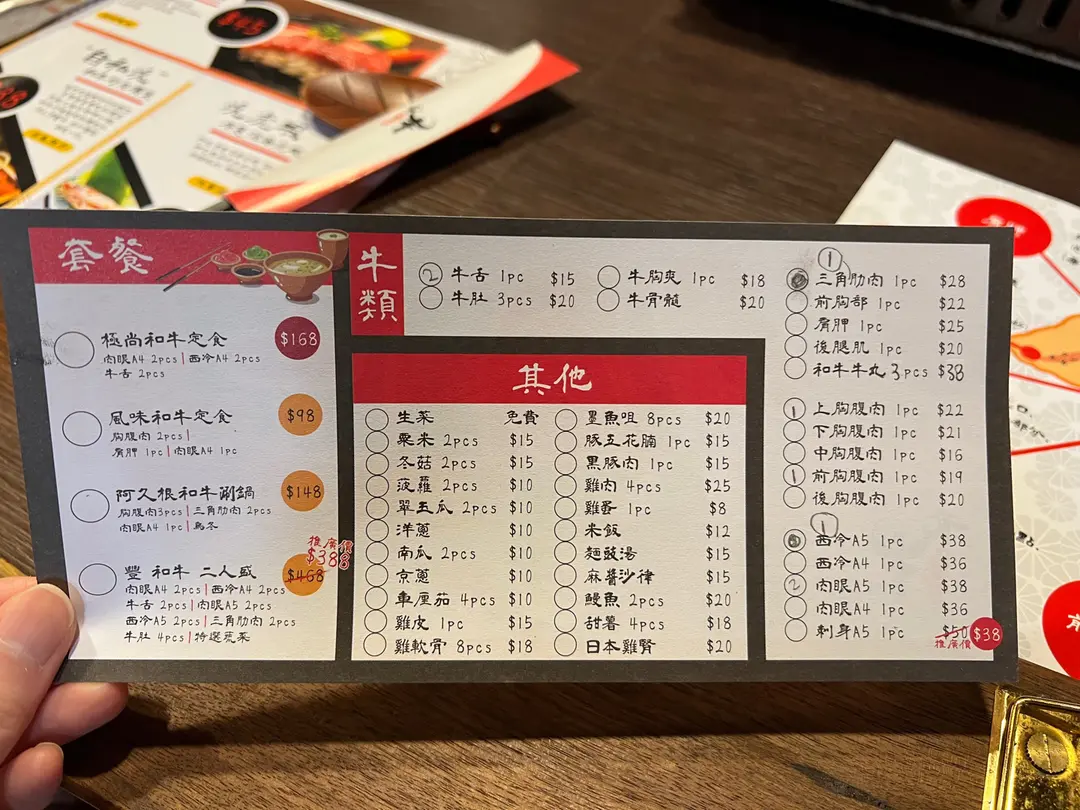 套餐
極尚和牛定食 $168
肉眼A4 2pcs | 西冷A4 2pcs
牛舌 2pcs
風味和牛定食 $98
胸腹肉 2pcs |
肩胛 1pc | 肉眼A4 1pc
阿久根和牛涮鍋 $148
胸腹肉3pcs | 三角肋肉 2pcs
肉眼A4 1pc | 烏冬
推廣價
$388
豐 和牛 二人盛 $468
肉眼A4 2pcs | 西冷A4 2pcs
牛舌 2pcs | 肉眼A5 2pcs
西冷A5 2pcs | 三角肋肉 2pcs
牛肚 4pcs | 特選蔬菜
牛類
2 牛舌 1pc $15
牛肚 3pcs $20
牛胸爽 1pc $18
牛骨髓 $20
1
三角肋肉 1pc $28
前胸部 1pc $22
肩胛 1pc $25
後腿肌 1pc $20
和牛牛丸 3pcs $38
1 上胸腹肉 1pc $22
下胸腹肉 1pc $21
中胸腹肉 1pc $16
1 前胸腹肉 1pc $19
後胸腹肉 1pc $20
1
西冷A5 1pc $38
西冷A4 1pc $36
2 肉眼A5 1pc $38
肉眼A4 1pc $36
刺身A5 1pc $50 $38
推廣價
其他
生菜 免費
粟米 2pcs $15
冬菇 2pcs $15
菠蘿 2pcs $10
翠玉瓜 2pcs $10
洋蔥 $10
南瓜 2pcs $10
京蔥 $10
車厘茄 4pcs $10
雞皮 1pc $15
雞軟骨 8pcs $18
墨魚咀 8pcs $20
豚五花腩 1pc $15
黑豚肉 1pc $15
雞肉 4pcs $25
雞蛋 1pc $8
米飯 $12
麵豉湯 $15
麻醬沙律 $15
鰻魚 2pcs $20
甜薯 4pcs $18
日本雞腎 $20